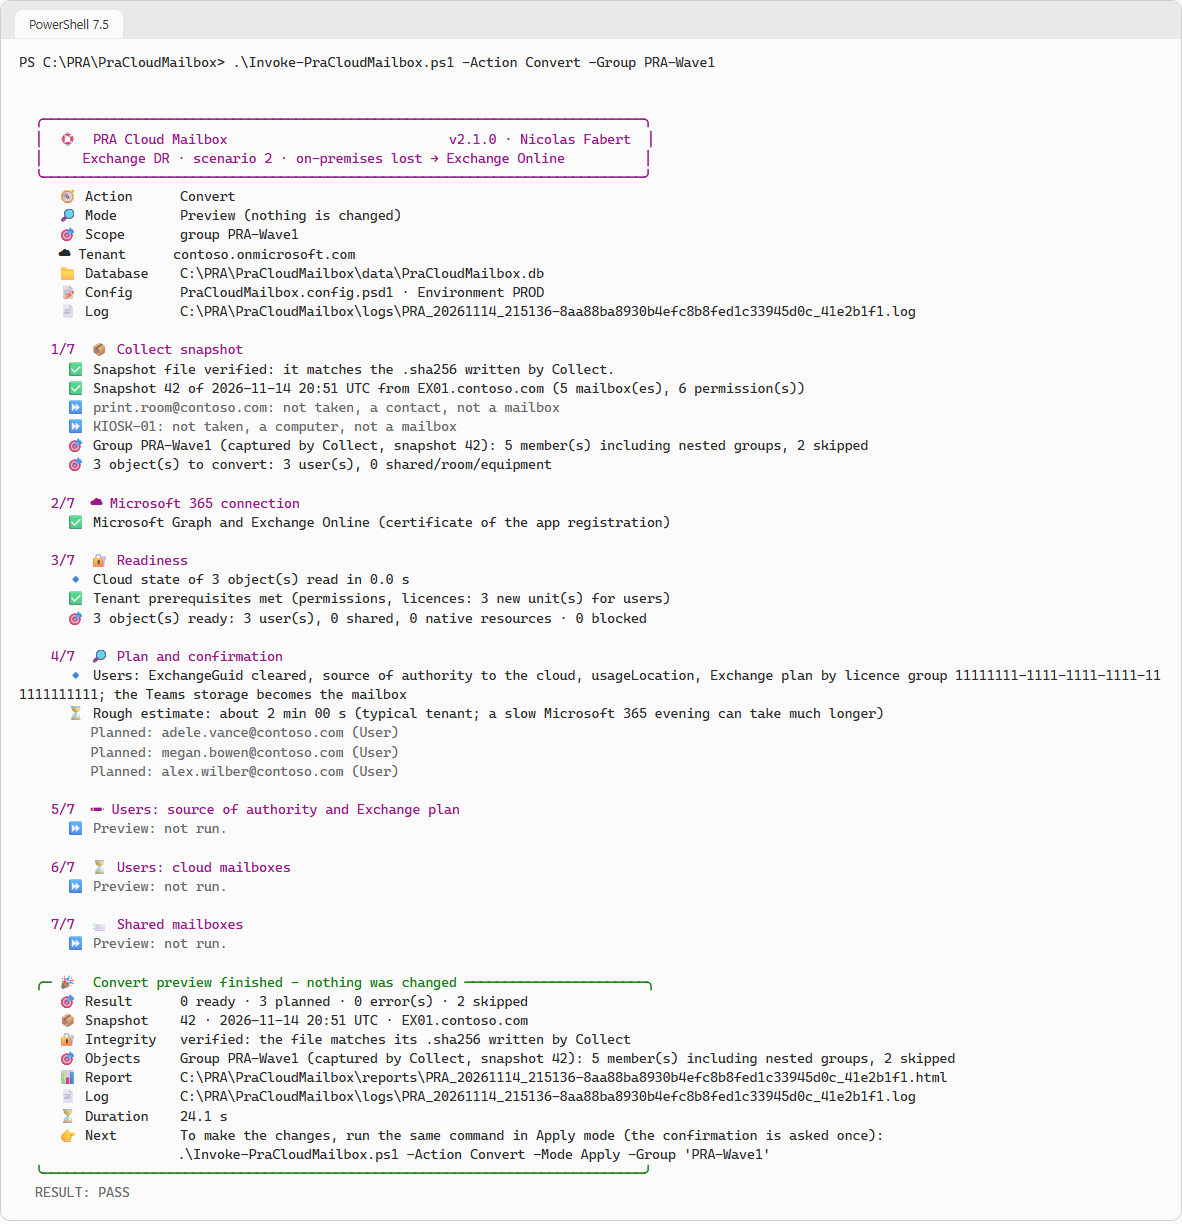 PowerShell 7.5
PS C:\PRA\PraCloudMailbox> .\Invoke-PraCloudMailbox.ps1 -Action Convert -Group PRA-Wave1
PRA Cloud Mailbox v2.1.0 · Nicolas Fabert
Exchange DR · scenario 2 · on-premises lost → Exchange Online
Action Convert
Mode Preview (nothing is changed)
Scope group PRA-Wave1
Tenant contoso.onmicrosoft.com
Database C:\PRA\PraCloudMailbox\data\PraCloudMailbox.db
Config PraCloudMailbox.config.psd1 · Environment PROD
Log C:\PRA\PraCloudMailbox\logs\PRA_20261114_215136-8aa88ba8930b4efc8b8fed1c33945d0c_41e2b1f1.log
1/7 Collect snapshot
Snapshot file verified: it matches the .sha256 written by Collect.
Snapshot 42 of 2026-11-14 20:51 UTC from EX01.contoso.com (5 mailbox(es), 6 permission(s))
print.room@contoso.com: not taken, a contact, not a mailbox
KIOSK-01: not taken, a computer, not a mailbox
Group PRA-Wave1 (captured by Collect, snapshot 42): 5 member(s) including nested groups, 2 skipped
3 object(s) to convert: 3 user(s), 0 shared/room/equipment
2/7 Microsoft 365 connection
Microsoft Graph and Exchange Online (certificate of the app registration)
3/7 Readiness
Cloud state of 3 object(s) read in 0.0 s
Tenant prerequisites met (permissions, licences: 3 new unit(s) for users)
3 object(s) ready: 3 user(s), 0 shared, 0 native resources · 0 blocked
4/7 Plan and confirmation
Users: ExchangeGuid cleared, source of authority to the cloud, usageLocation, Exchange plan by licence group 11111111-1111-1111-1111-11
1111111111; the Teams storage becomes the mailbox
Rough estimate: about 2 min 00 s (typical tenant; a slow Microsoft 365 evening can take much longer)
Planned: adele.vance@contoso.com (User)
Planned: megan.bowen@contoso.com (User)
Planned: alex.wilber@contoso.com (User)
5/7 Users: source of authority and Exchange plan
Preview: not run.
6/7 Users: cloud mailboxes
Preview: not run.
7/7 Shared mailboxes
Preview: not run.
Convert preview finished - nothing was changed
Result 0 ready · 3 planned · 0 error(s) · 2 skipped
Snapshot 42 · 2026-11-14 20:51 UTC · EX01.contoso.com
Integrity verified: the file matches its .sha256 written by Collect
Objects Group PRA-Wave1 (captured by Collect, snapshot 42): 5 member(s) including nested groups, 2 skipped
Report C:\PRA\PraCloudMailbox\reports\PRA_20261114_215136-8aa88ba8930b4efc8b8fed1c33945d0c_41e2b1f1.html
Log C:\PRA\PraCloudMailbox\logs\PRA_20261114_215136-8aa88ba8930b4efc8b8fed1c33945d0c_41e2b1f1.log
Duration 24.1 s
Next To make the changes, run the same command in Apply mode (the confirmation is asked once):
.\Invoke-PraCloudMailbox.ps1 -Action Convert -Mode Apply -Group 'PRA-Wave1'
RESULT: PASS